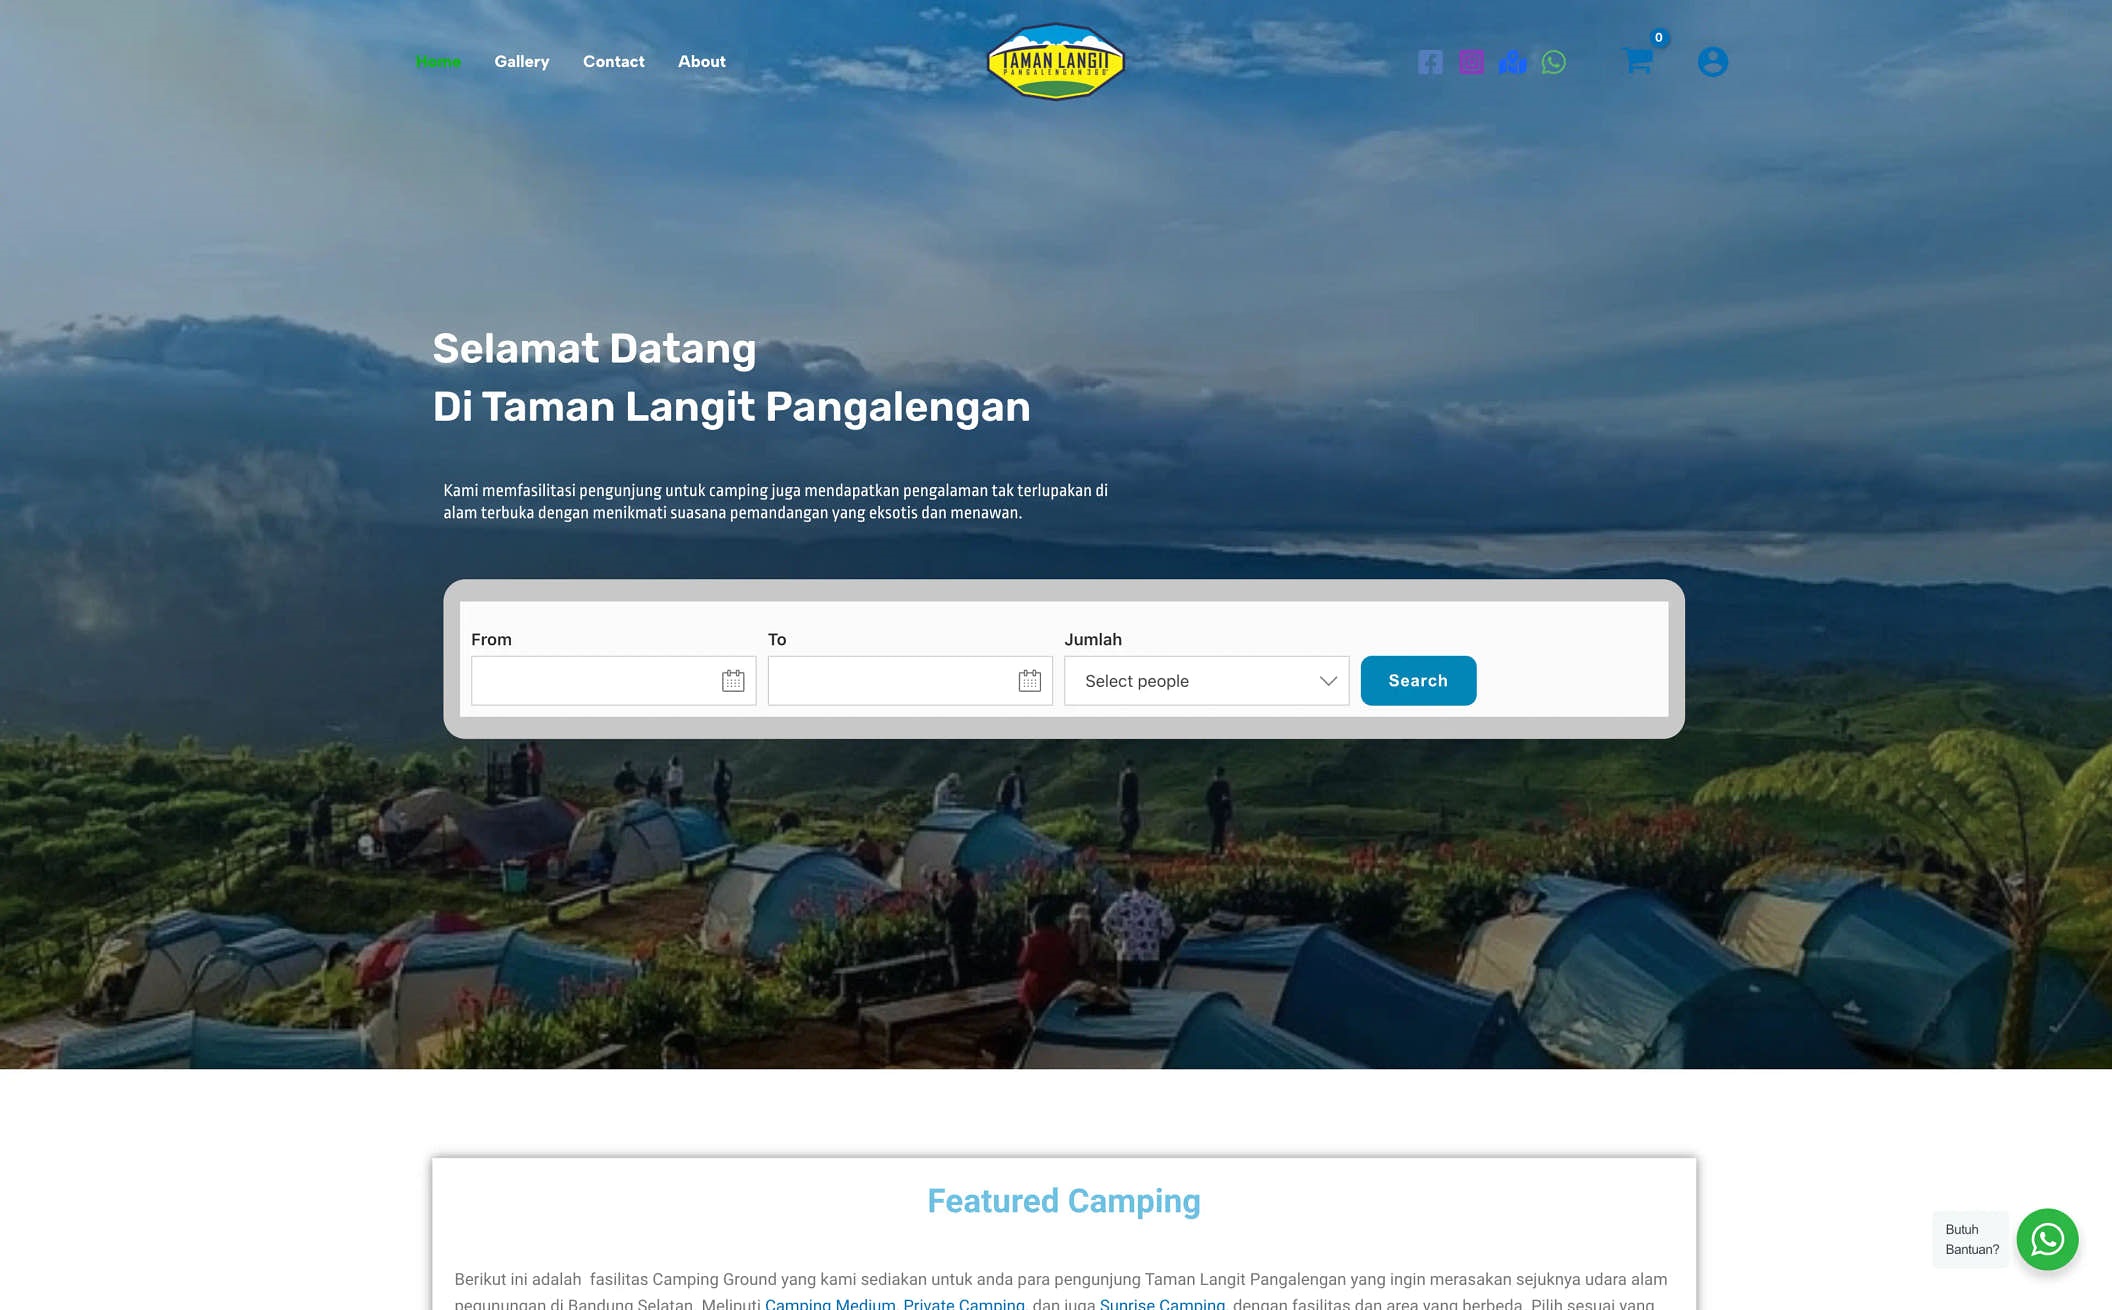 Home Gallery Contact About
TAMAN LANGIT
PANGALENGAN 360°
0
Selamat Datang
Di Taman Langit Pangalengan
Kami memfasilitasi pengunjung untuk camping juga mendapatkan pengalaman tak terlupakan di
alam terbuka dengan menikmati suasana pemandangan yang eksotis dan menawan.
From To Jumlah
Select people Search
Featured Camping
Butuh
Bantuan?
Berikut ini adalah  fasilitas Camping Ground yang kami sediakan untuk anda para pengunjung Taman Langit Pangalengan yang ingin merasakan sejuknya udara alam
pegunungan di Bandung Selatan. Meliputi Camping Medium, Private Camping, dan juga Sunrise Camping, dengan fasilitas dan area yang berbeda. Pilih sesuai yang